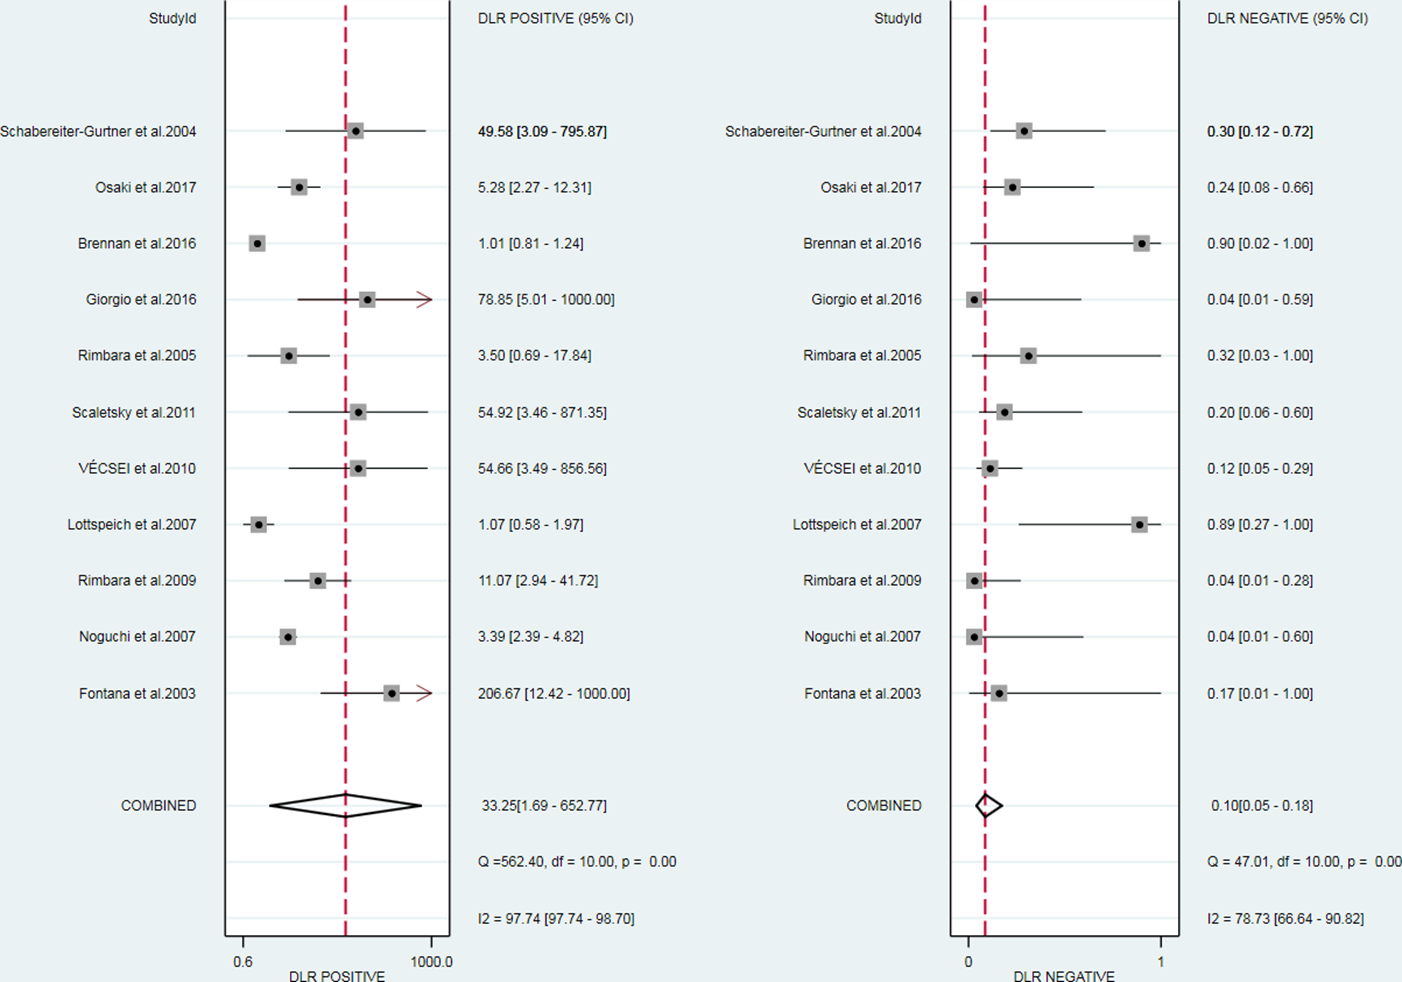 StudyId DLR POSITIVE (95% CI)
Schabereiter-Gurtner et al.2004 49.58 [3.09 - 795.87]
Osaki et al.2017 5.28 [2.27 - 12.31]
Brennan et al.2016 1.01 [0.81 - 1.24]
Giorgio et al.2016 78.85 [5.01 - 1000.00]
Rimbara et al.2005 3.50 [0.69 - 17.84]
Scaletsky et al.2011 54.92 [3.46 - 871.35]
VÉCSEI et al.2010 54.66 [3.49 - 856.56]
Lottspeich et al.2007 1.07 [0.58 - 1.97]
Rimbara et al.2009 11.07 [2.94 - 41.72]
Noguchi et al.2007 3.39 [2.39 - 4.82]
Fontana et al.2003 206.67 [12.42 - 1000.00]
COMBINED 33.25[1.69 - 652.77]
Q =562.40, df = 10.00, p = 0.00
I2 = 97.74 [97.74 - 98.70]
0.6 1000.0
DLR POSITIVE
StudyId DLR NEGATIVE (95% CI)
Schabereiter-Gurtner et al.2004 0.30 [0.12 - 0.72]
Osaki et al.2017 0.24 [0.08 - 0.66]
Brennan et al.2016 0.90 [0.02 - 1.00]
Giorgio et al.2016 0.04 [0.01 - 0.59]
Rimbara et al.2005 0.32 [0.03 - 1.00]
Scaletsky et al.2011 0.20 [0.06 - 0.60]
VÉCSEI et al.2010 0.12 [0.05 - 0.29]
Lottspeich et al.2007 0.89 [0.27 - 1.00]
Rimbara et al.2009 0.04 [0.01 - 0.28]
Noguchi et al.2007 0.04 [0.01 - 0.60]
Fontana et al.2003 0.17 [0.01 - 1.00]
COMBINED 0.10[0.05 - 0.18]
Q = 47.01, df = 10.00, p = 0.00
I2 = 78.73 [66.64 - 90.82]
0 1
DLR NEGATIVE